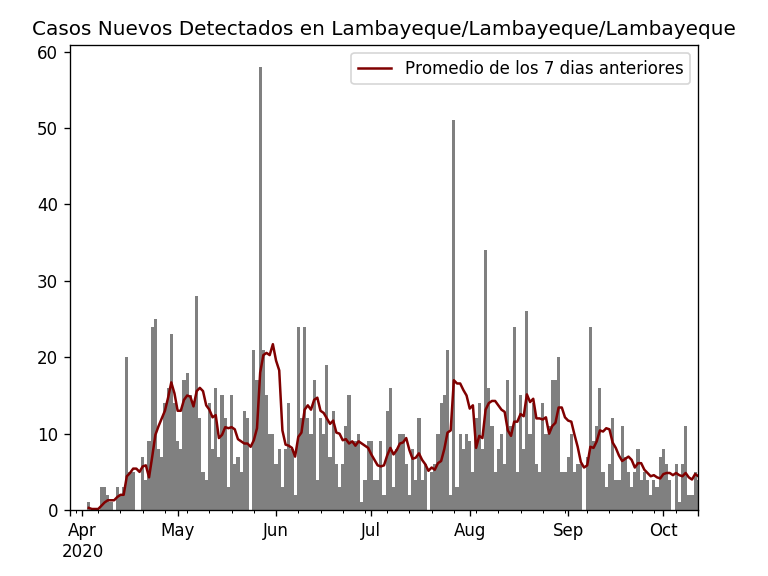 Casos Nuevos Detectados en Lambayeque/Lambayeque/Lambayeque
Promedio de los 7 dias anteriores
60
50
40
30
20
10
0
Apr May Jun Jul Aug Sep Oct
2020